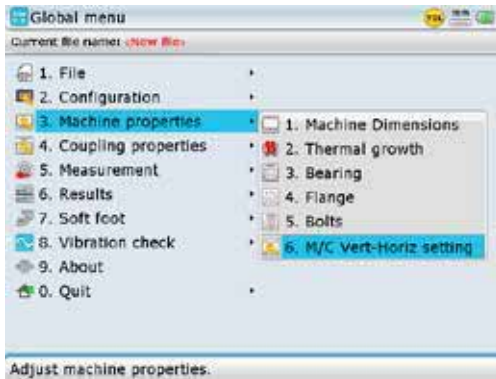 Global menu
Current file name: <New file>
1. File
2. Configuration
3. Machine properties
4. Coupling properties
5. Measurement
6. Results
7. Soft foot
8. Vibration check
9. About
0. Quit
1. Machine Dimensions
2. Thermal growth
3. Bearing
4. Flange
5. Bolts
6. M/C Vert-Horiz setting
Adjust machine properties.